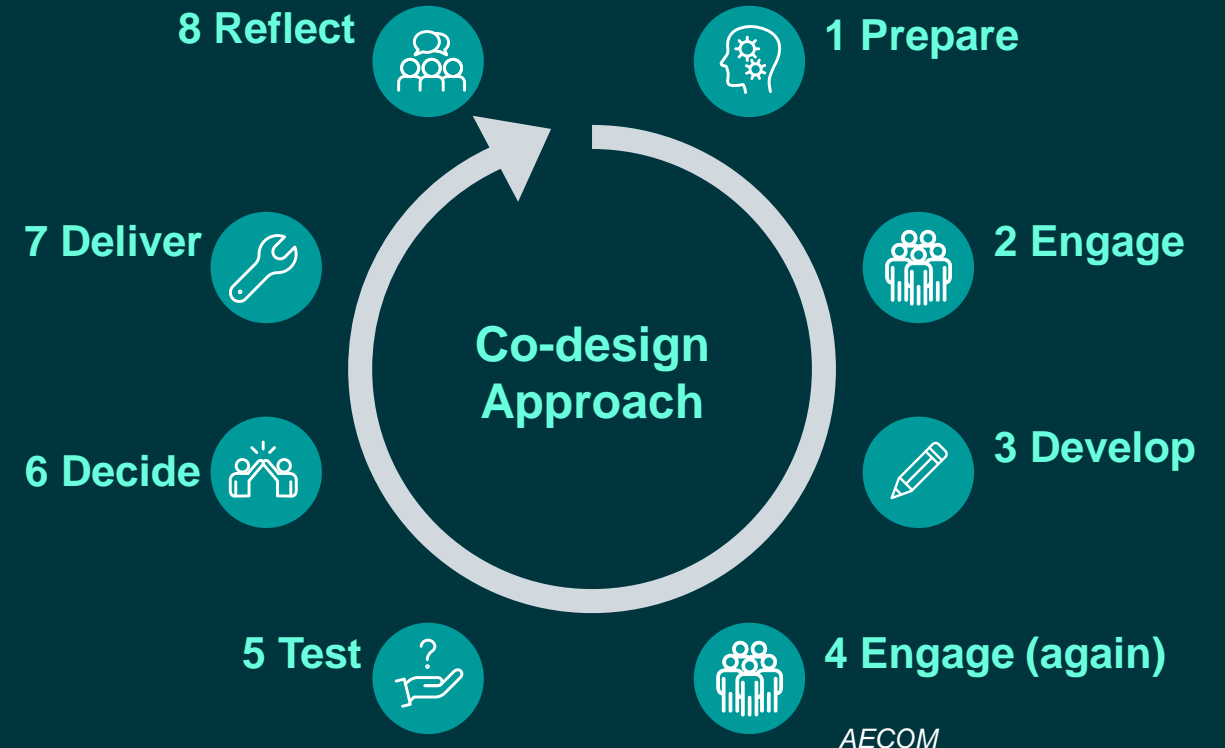 8 Reflect
1 Prepare
7 Deliver
2 Engage
Co-design
Approach
6 Decide
3 Develop
5 Test
?
4 Engage (again)
AECOM